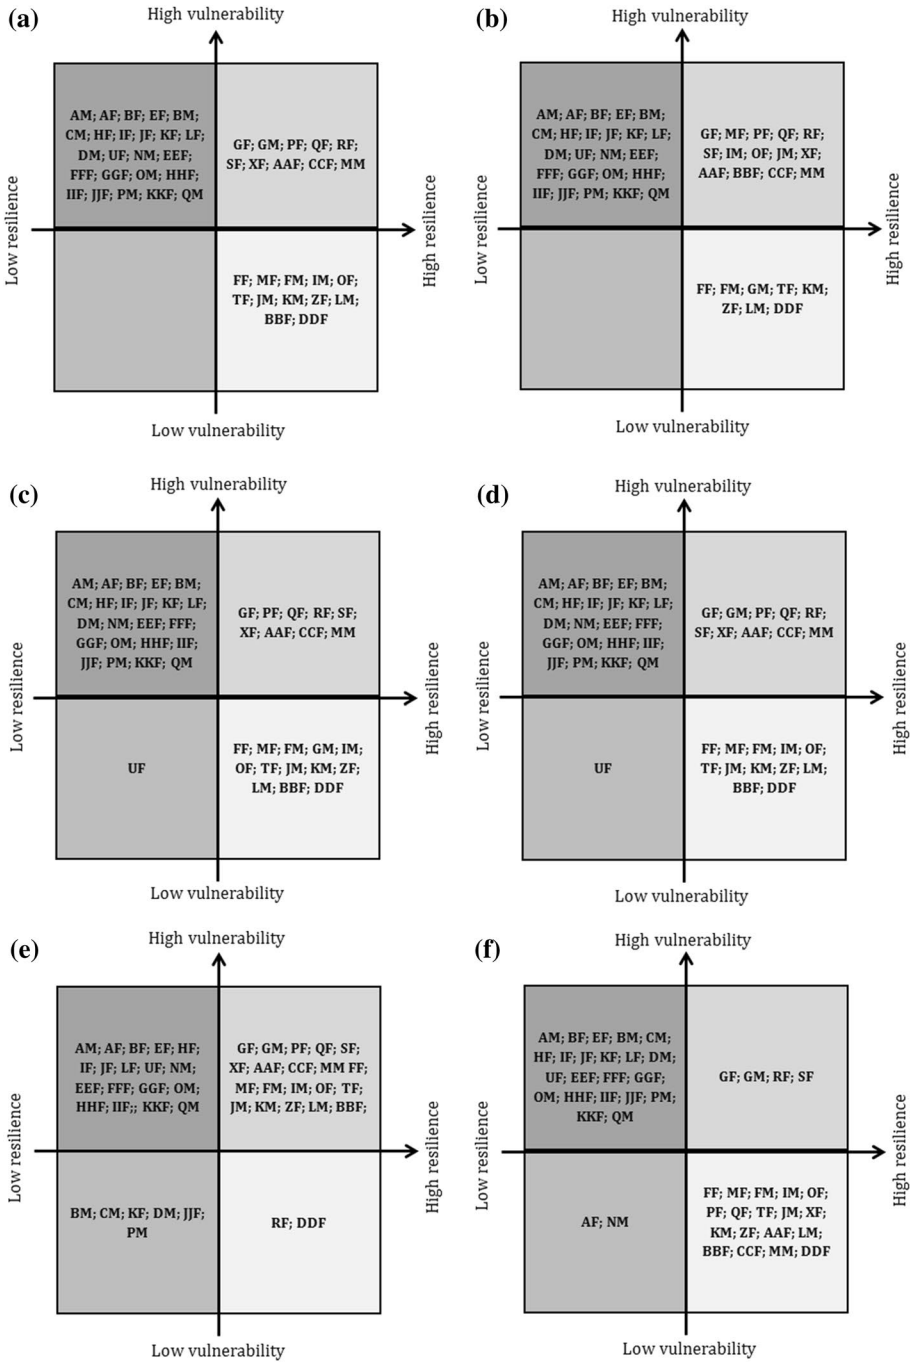 (a)
High vulnerability
AM; AF; BF; EF; BM;
CM; HF; IF; JF; KF; LF;
DM; UF; NM; EEF;
FFF; GGF; OM; HHF;
IIF; JJF; PM; KKF; QM
GF; GM; PF; QF; RF;
SF; XF; AAF; CCF; MM
Low resilience
High resilience
FF; MF; FM; IM; OF;
TF; JM; KM; ZF; LM;
BBF; DDF
Low vulnerability
(b)
High vulnerability
AM; AF; BF; EF; BM;
CM; HF; IF; JF; KF; LF;
DM; UF; NM; EEF;
FFF; GGF; OM; HHF;
IIF; JJF; PM; KKF; QM
GF; MF; PF; QF; RF;
SF; IM; OF; JM; XF;
AAF; BBF; CCF; MM
Low resilience
High resilience
FF; FM; GM; TF; KM;
ZF; LM; DDF
Low vulnerability
(c)
High vulnerability
AM; AF; BF; EF; BM;
CM; HF; IF; JF; KF; LF;
DM; NM; EEF; FFF;
GGF; OM; HHF; IIF;
JJF; PM; KKF; QM
GF; PF; QF; RF; SF;
XF; AAF; CCF; MM
Low resilience
High resilience
UF
FF; MF; FM; GM; IM;
OF; TF; JM; KM; ZF;
LM; BBF; DDF
Low vulnerability
(d)
High vulnerability
AM; AF; BF; EF; BM;
CM; HF; IF; JF; KF; LF;
DM; NM; EEF; FFF;
GGF; OM; HHF; IIF;
JJF; PM; KKF; QM
GF; GM; PF; QF; RF;
SF; XF; AAF; CCF; MM
Low resilience
High resilience
UF
FF; MF; FM; IM; OF;
TF; JM; KM; ZF; LM;
BBF; DDF
Low vulnerability
(e)
High vulnerability
AM; AF; BF; EF; HF;
IF; JF; LF; UF; NM;
EEF; FFF; GGF; OM;
HHF; IIF;; KKF; QM
GF; GM; PF; QF; SF;
XF; AAF; CCF; MM FF;
MF; FM; IM; OF; TF;
JM; KM; ZF; LM; BBF;
Low resilience
High resilience
BM; CM; KF; DM; JJF;
PM
RF; DDF
Low vulnerability
(f)
High vulnerability
AM; BF; EF; BM; CM;
HF; IF; JF; KF; LF; DM;
UF; EEF; FFF; GGF;
OM; HHF; IIF; JJF; PM;
KKF; QM
GF; GM; RF; SF
Low resilience
High resilience
AF; NM
FF; MF; FM; IM; OF;
PF; QF; TF; JM; XF;
KM; ZF; AAF; LM;
BBF; CCF; MM; DDF
Low vulnerability